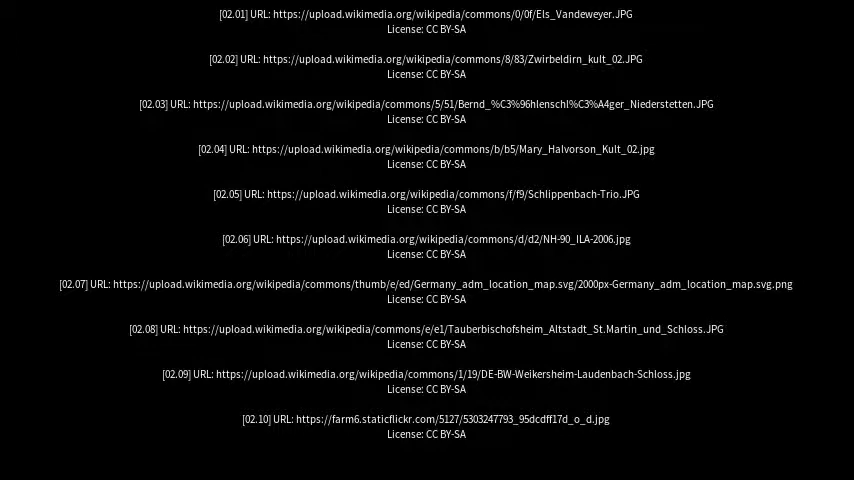 [02.01] URL: https://upload.wikimedia.org/wikipedia/commons/0/0f/Els_Vandeweyer.JPG
License: CC BY-SA
[02.02] URL: https://upload.wikimedia.org/wikipedia/commons/8/83/Zwirbeldirn_kult_02.JPG
License: CC BY-SA
[02.03] URL: https://upload.wikimedia.org/wikipedia/commons/5/51/Bernd_%C3%96hlenschl%C3%A4ger_Niederstetten.JPG
License: CC BY-SA
[02.04] URL: https://upload.wikimedia.org/wikipedia/commons/b/b5/Mary_Halvorson_Kult_02.jpg
License: CC BY-SA
[02.05] URL: https://upload.wikimedia.org/wikipedia/commons/f/f9/Schlippenbach-Trio.JPG
License: CC BY-SA
[02.06] URL: https://upload.wikimedia.org/wikipedia/commons/d/d2/NH-90_ILA-2006.jpg
License: CC BY-SA
[02.07] URL: https://upload.wikimedia.org/wikipedia/commons/thumb/e/ed/Germany_adm_location_map.svg/2000px-Germany_adm_location_map.svg.png
License: CC BY-SA
[02.08] URL: https://upload.wikimedia.org/wikipedia/commons/e/e1/Tauberbischofsheim_Altstadt_St.Martin_und_Schloss.JPG
License: CC BY-SA
[02.09] URL: https://upload.wikimedia.org/wikipedia/commons/1/19/DE-BW-Weikersheim-Laudenbach-Schloss.jpg
License: CC BY-SA
[02.10] URL: https://farm6.staticflickr.com/5127/5303247793_95dcdff17d_o_d.jpg
License: CC BY-SA